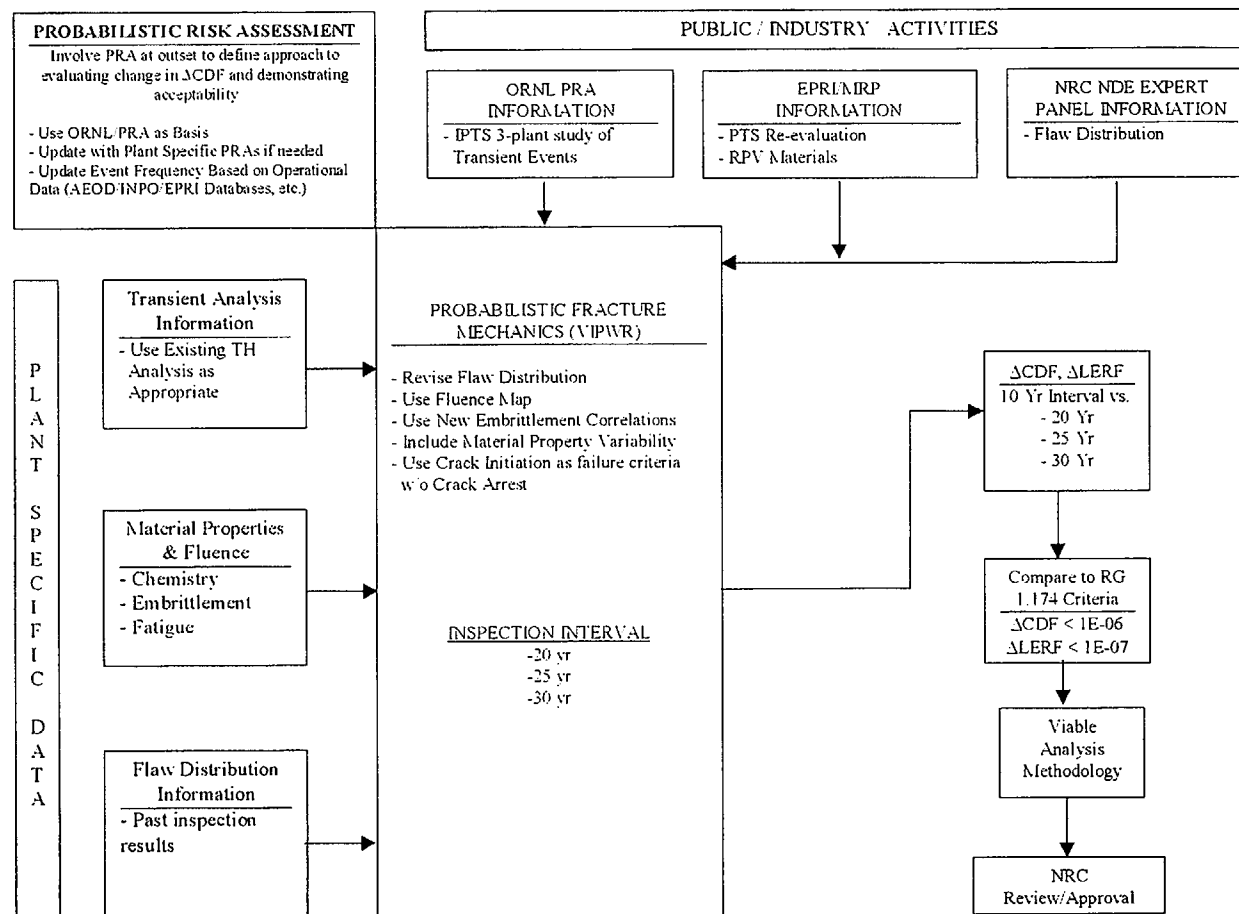 PROBABILISTIC RISK ASSESSMENT
Involve PRA at outset to define approach to
evaluating change in ΔCDF and demonstrating
acceptability
- Use ORNL/PRA as Basis
- Update with Plant Specific PRAs if needed
- Update Event Frequency Based on Operational
Data (AEOD/INPO/EPRI Databases, etc.)
PUBLIC / INDUSTRY ACTIVITIES
ORNL PRA
INFORMATION
- IPTS 3-plant study of
Transient Events
EPRI/MRP
INFORMATION
- PTS Re-evaluation
- RPV Materials
NRC NDE EXPERT
PANEL INFORMATION
- Flaw Distribution
PLANT SPECIFIC DATA
Transient Analysis
Information
- Use Existing TH
Analysis as
Appropriate
Material Properties
& Fluence
- Chemistry
- Embrittlement
- Fatigue
Flaw Distribution
Information
- Past inspection
results
PROBABILISTIC FRACTURE
MECHANICS (VIPWR)
- Revise Flaw Distribution
- Use Fluence Map
- Use New Embrittlement Correlations
- Include Material Property Variability
- Use Crack Initiation as failure criteria
w/o Crack Arrest
INSPECTION INTERVAL
-20 yr
-25 yr
-30 yr
ΔCDF, ΔLERF
10 Yr Interval vs.
- 20 Yr
- 25 Yr
- 30 Yr
Compare to RG
1.174 Criteria
ΔCDF < 1E-06
ΔLERF < 1E-07
Viable
Analysis
Methodology
NRC
Review/Approval